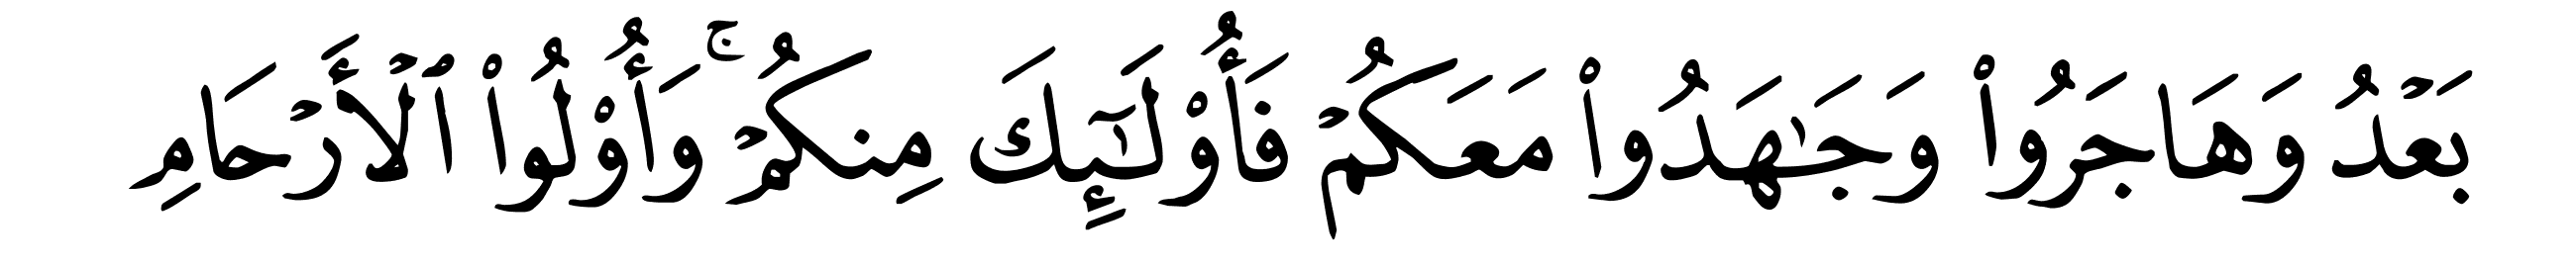 بَعۡدُ وَهَاجَرُواْ وَجَٰهَدُواْ مَعَكُمۡ فَأُوْلَٰٓئِكَ مِنكُمۡۚ وَأُوْلُواْ ٱلۡأَرۡحَامِ